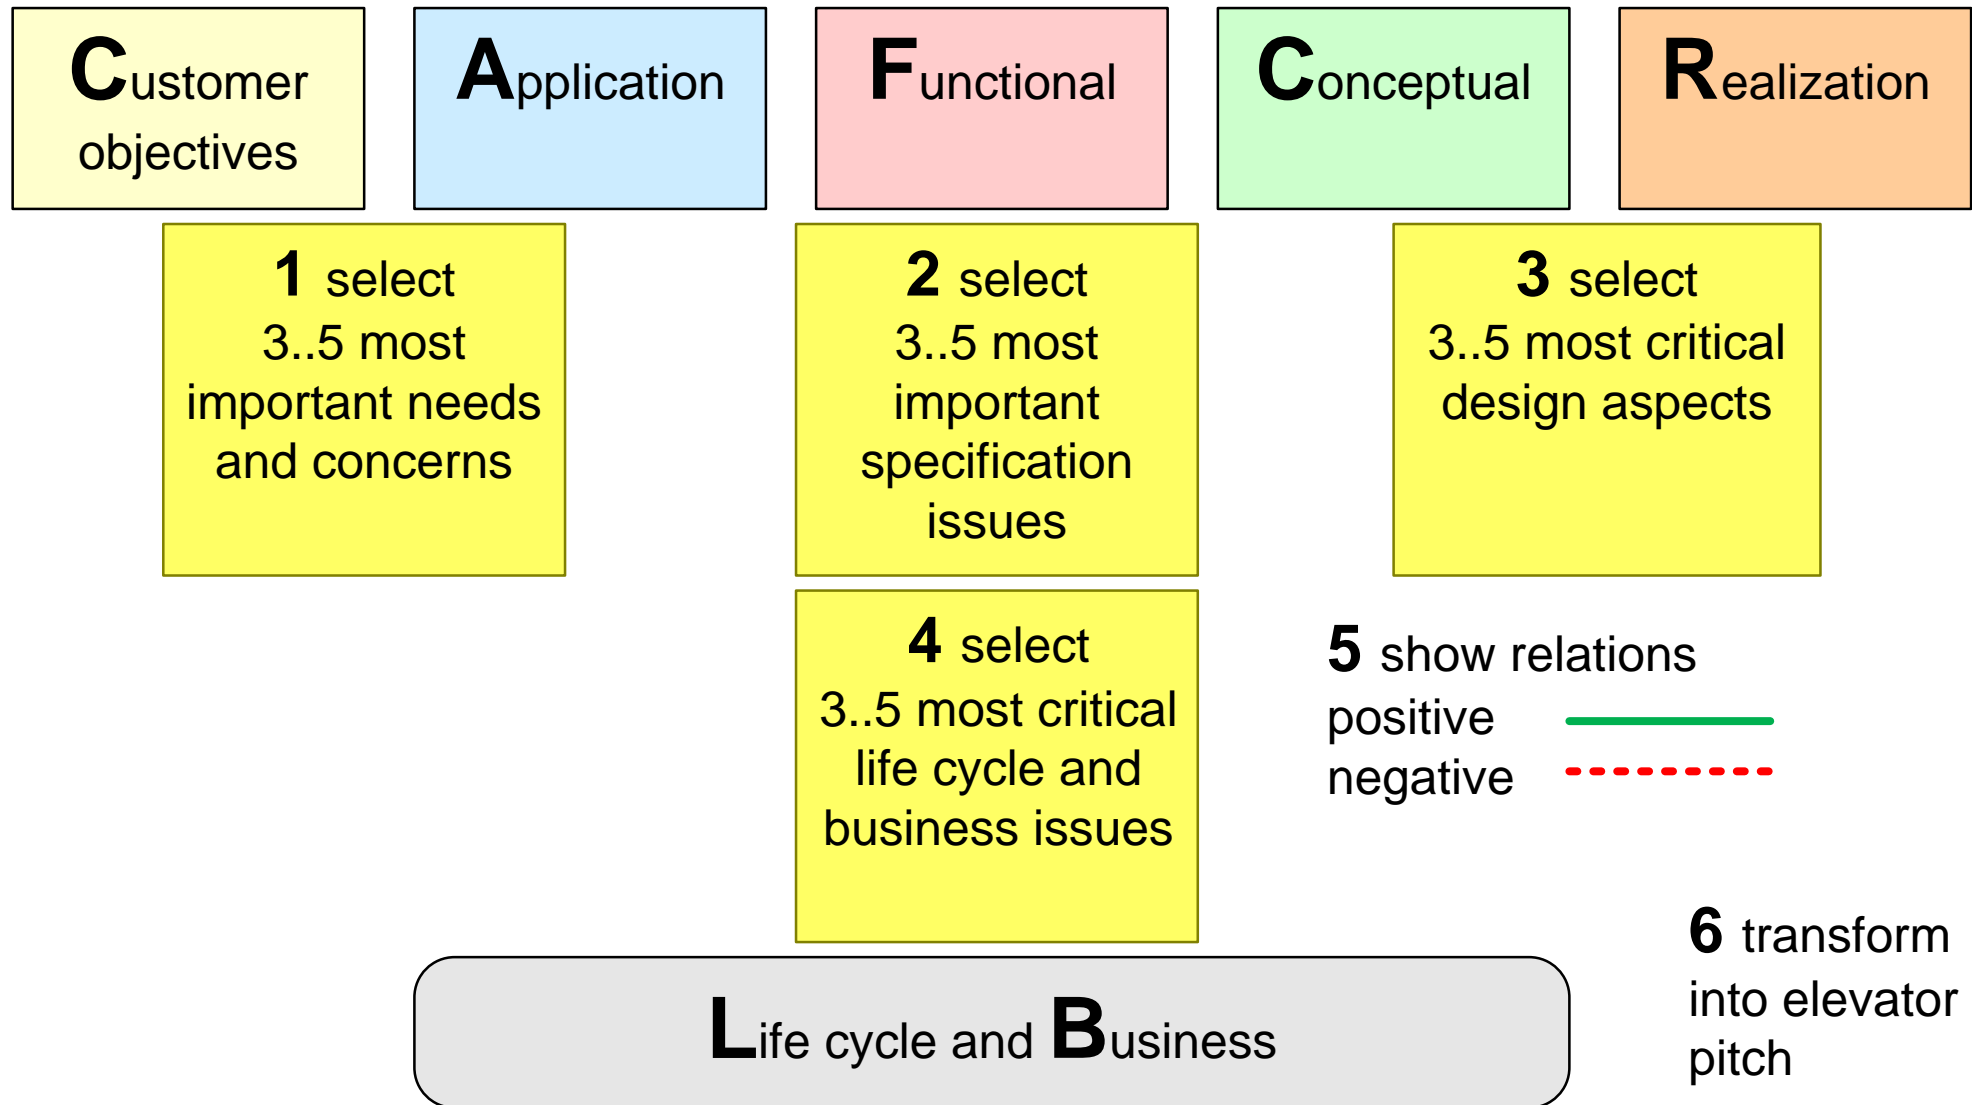 Customer
objectives
Application
Functional
Conceptual
Realization
1 select
3..5 most
important needs
and concerns
2 select
3..5 most
important
specification
issues
3 select
3..5 most critical
design aspects
4 select
3..5 most critical
life cycle and
business issues
5 show relations
positive
negative
6 transform
into elevator
pitch
Life cycle and Business